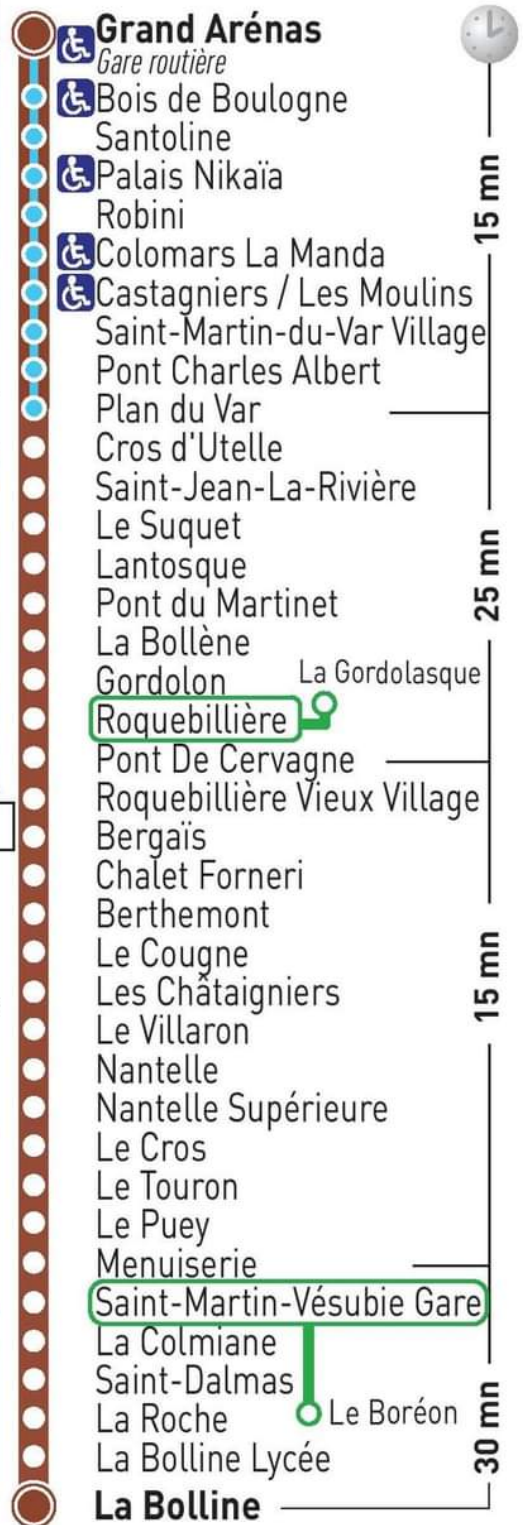 Grand Arénas
Gare routière
Bois de Boulogne
Santoline
Palais Nikaïa
Robini
Colomars La Manda
Castagniers / Les Moulins
Saint-Martin-du-Var Village
Pont Charles Albert
Plan du Var
15 mn
Cros d'Utelle
Saint-Jean-La-Rivière
Le Suquet
Lantosque
Pont du Martinet
La Bollène
Gordolon
La Gordolasque
Roquebillière
Pont De Cervagne
25 mn
Roquebillière Vieux Village
Bergaïs
Chalet Forneri
Berthemont
Le Cougne
Les Châtaigniers
Le Villaron
Nantelle
Nantelle Supérieure
Le Cros
Le Touron
Le Puey
Menuiserie
15 mn
Saint-Martin-Vésubie Gare
La Colmiane
Saint-Dalmas
La Roche
Le Boréon
La Bolline Lycée
La Bolline
30 mn